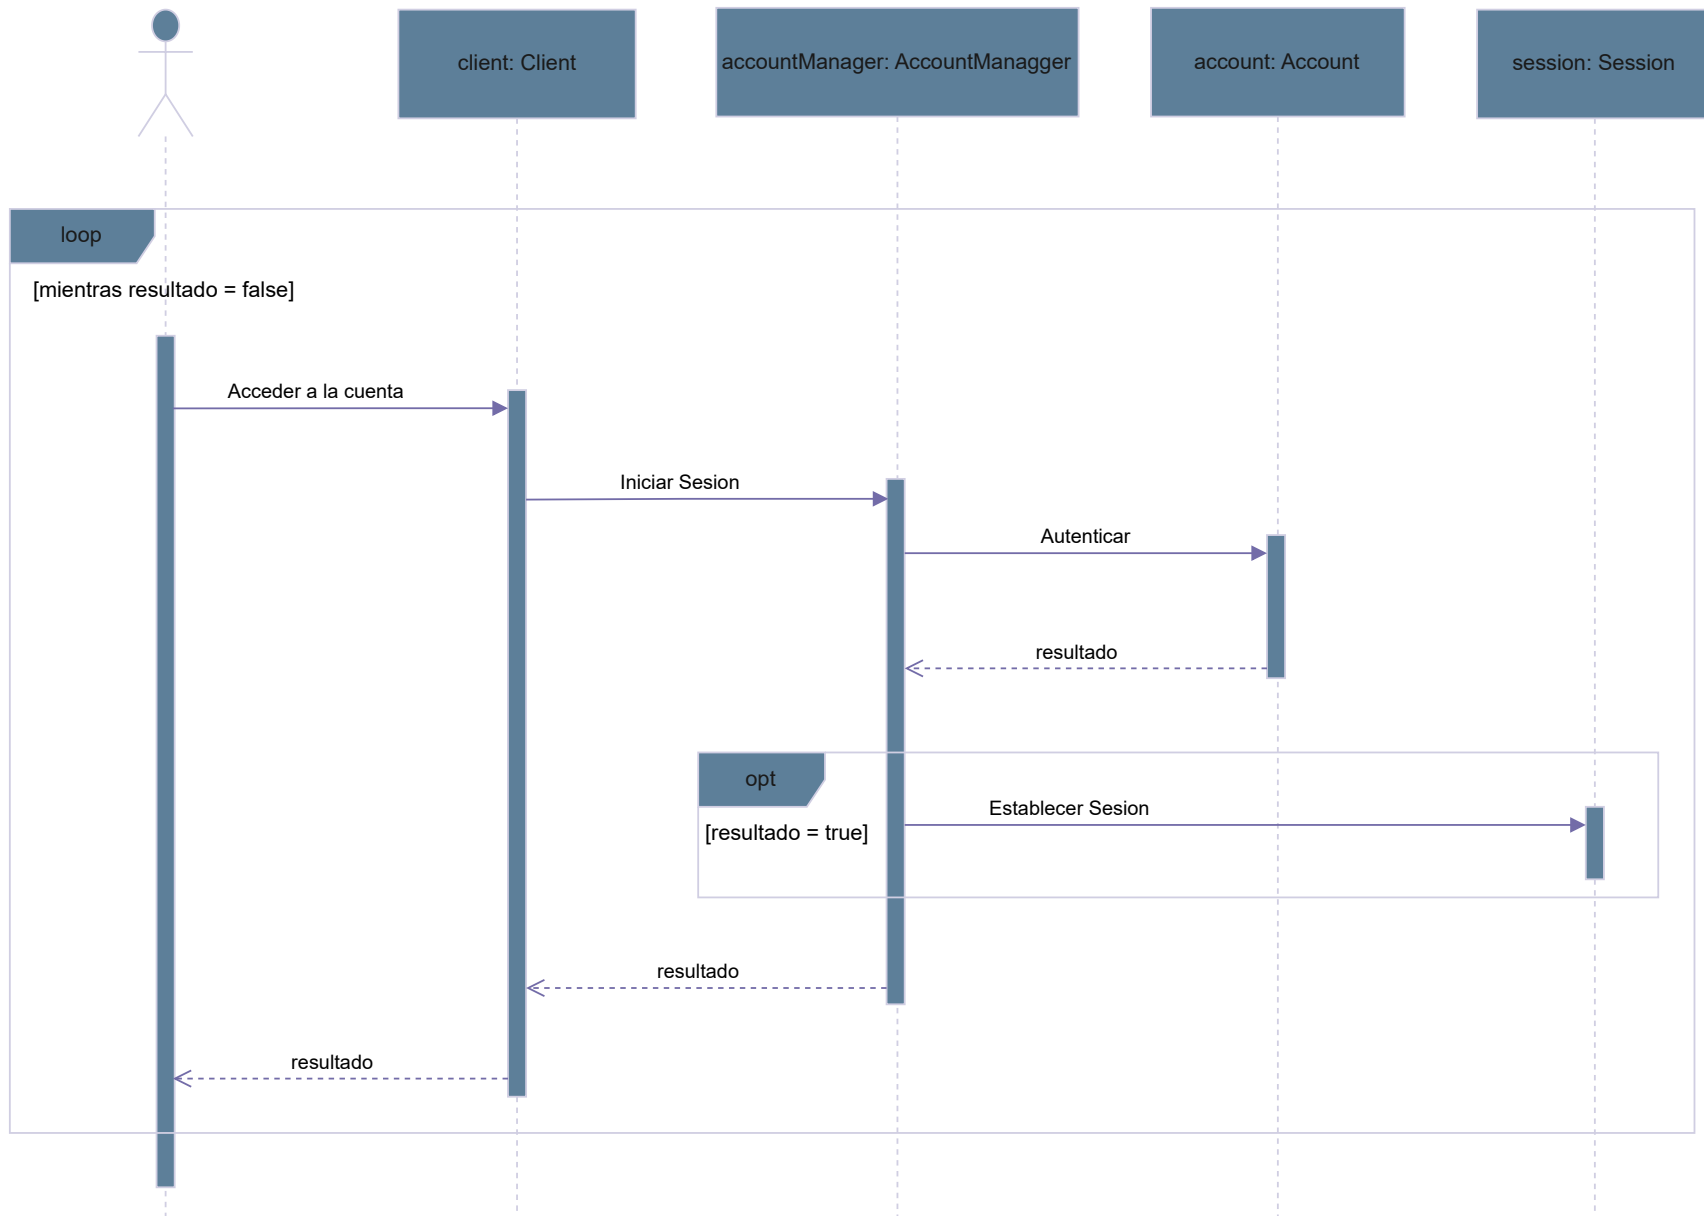 client: Client
accountManager: AccountManagger
account: Account
session: Session
loop
[mientras resultado = false]
Acceder a la cuenta
Iniciar Sesion
Autenticar
resultado
opt
Establecer Sesion
[resultado = true]
resultado
resultado